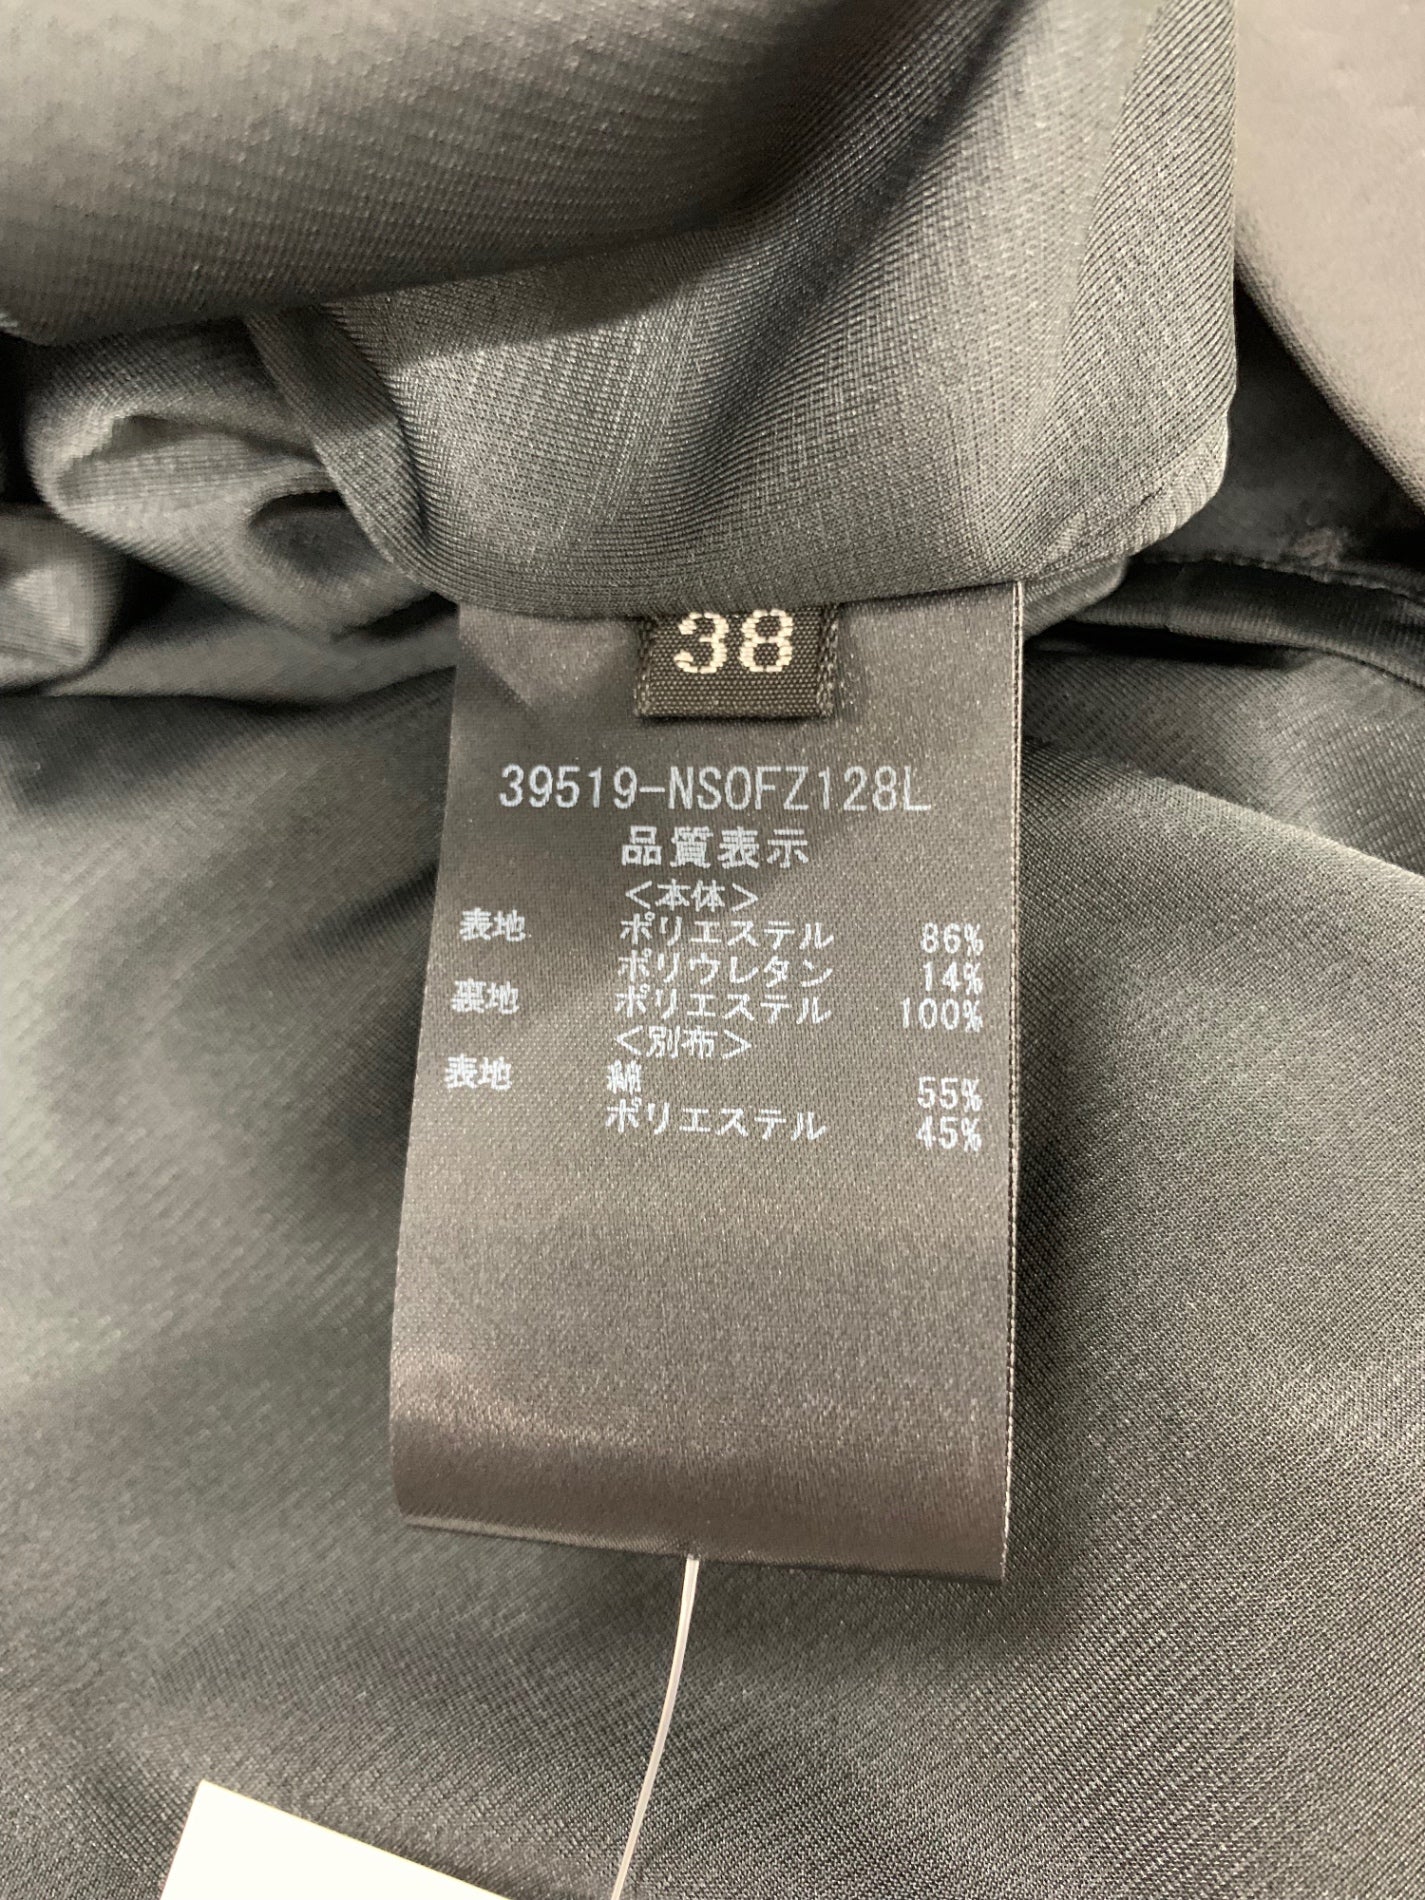 38
39519-NSOFZ128L
品質表示
<本体>
表地 ポリエステル 86%
ポリウレタン 14%
裏地 ポリエステル 100%
<別布>
表地 綿 55%
ポリエステル 45%